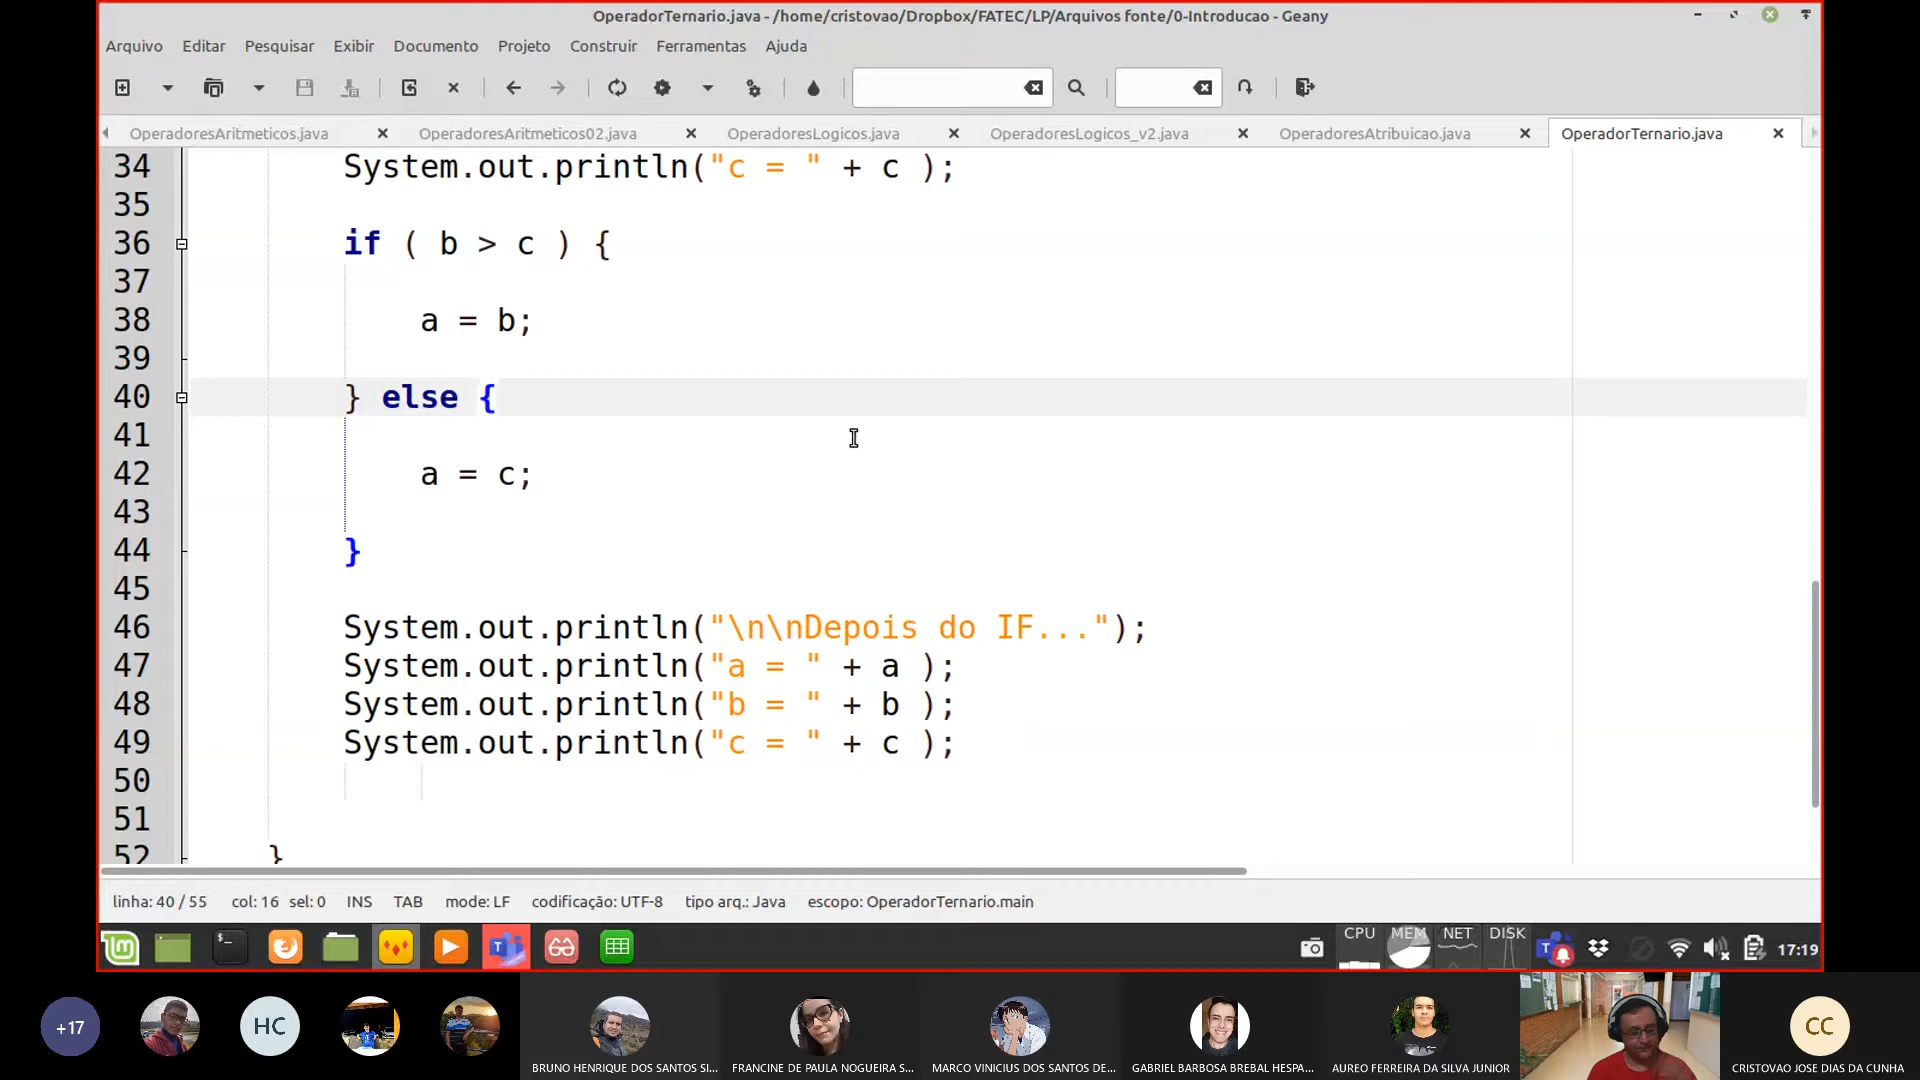 OperadorTernario.java - /home/cristovao/Dropbox/FATEC/LP/Arquivos fonte/0-Introducao - Geany
Arquivo Editar Pesquisar Exibir Documento Projeto Construir Ferramentas Ajuda
OperadoresAritmeticos.java OperadoresAritmeticos02.java OperadoresLogicos.java OperadoresLogicos_v2.java OperadoresAtribuicao.java OperadorTernario.java
34 System.out.println("c = " + c );
35
36 if ( b > c ) {
37
38 a = b;
39
40 } else {
41
42 a = c;
43
44 }
45
46 System.out.println("\n\nDepois do IF...");
47 System.out.println("a = " + a );
48 System.out.println("b = " + b );
49 System.out.println("c = " + c );
50
51
52 }
linha: 40 / 55 col: 16 sel: 0 INS TAB mode: LF codificação: UTF-8 tipo arq.: Java escopo: OperadorTernario.main
CPU MEM NET DISK 17:19
+17 HC CC
BRUNO HENRIQUE DOS SANTOS SI... FRANCINE DE PAULA NOGUEIRA S... MARCO VINICIUS DOS SANTOS DE... GABRIEL BARBOSA BREBAL HESPA... AUREO FERREIRA DA SILVA JUNIOR CRISTOVAO JOSE DIAS DA CUNHA